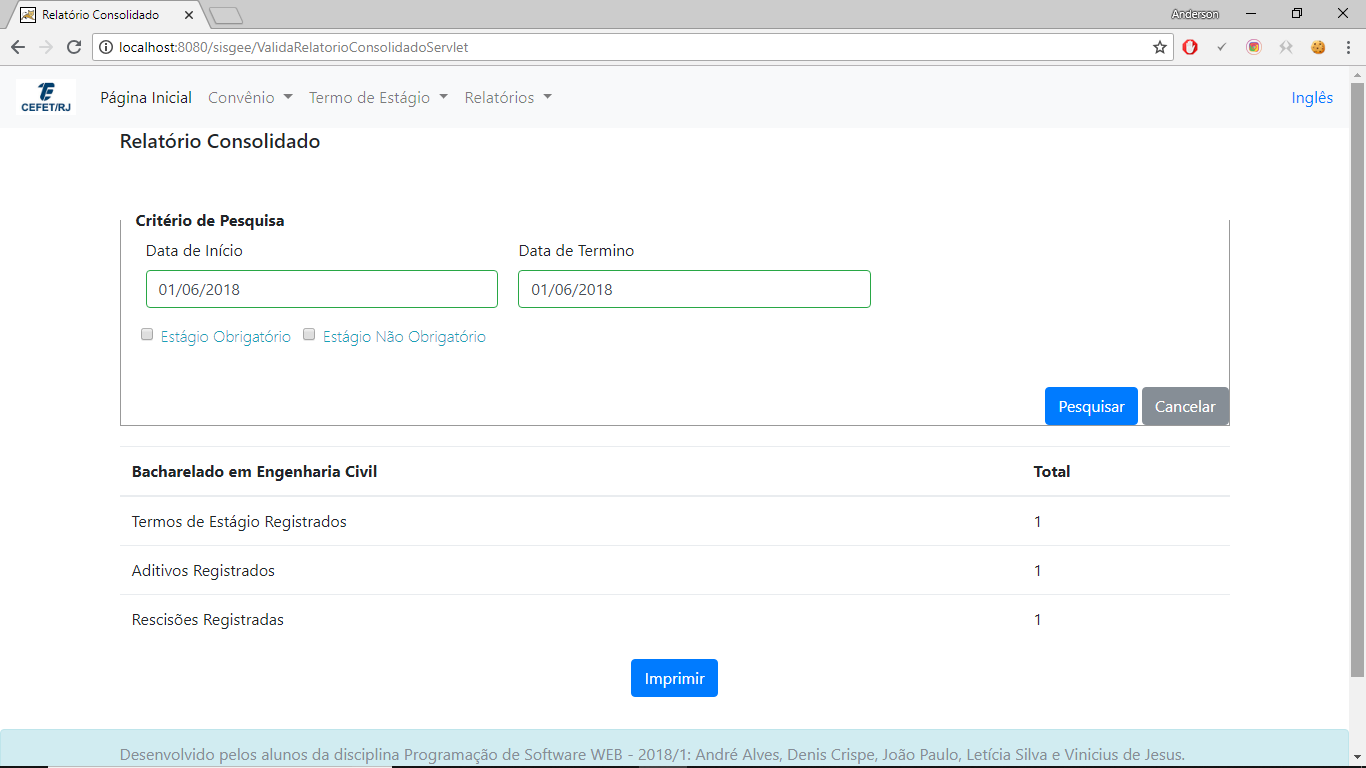 Relatório Consolidado
Anderson
localhost:8080/sisgee/ValidaRelatorioConsolidadoServlet
CEFET/RJ
Página Inicial Convênio Termo de Estágio Relatórios Inglês
Relatório Consolidado
Critério de Pesquisa
Data de Início Data de Termino
01/06/2018 01/06/2018
Estágio Obrigatório Estágio Não Obrigatório
Pesquisar Cancelar
Bacharelado em Engenharia Civil Total
Termos de Estágio Registrados 1
Aditivos Registrados 1
Rescisões Registradas 1
Imprimir
Desenvolvido pelos alunos da disciplina Programação de Software WEB - 2018/1: André Alves, Denis Crispe, João Paulo, Letícia Silva e Vinicius de Jesus.